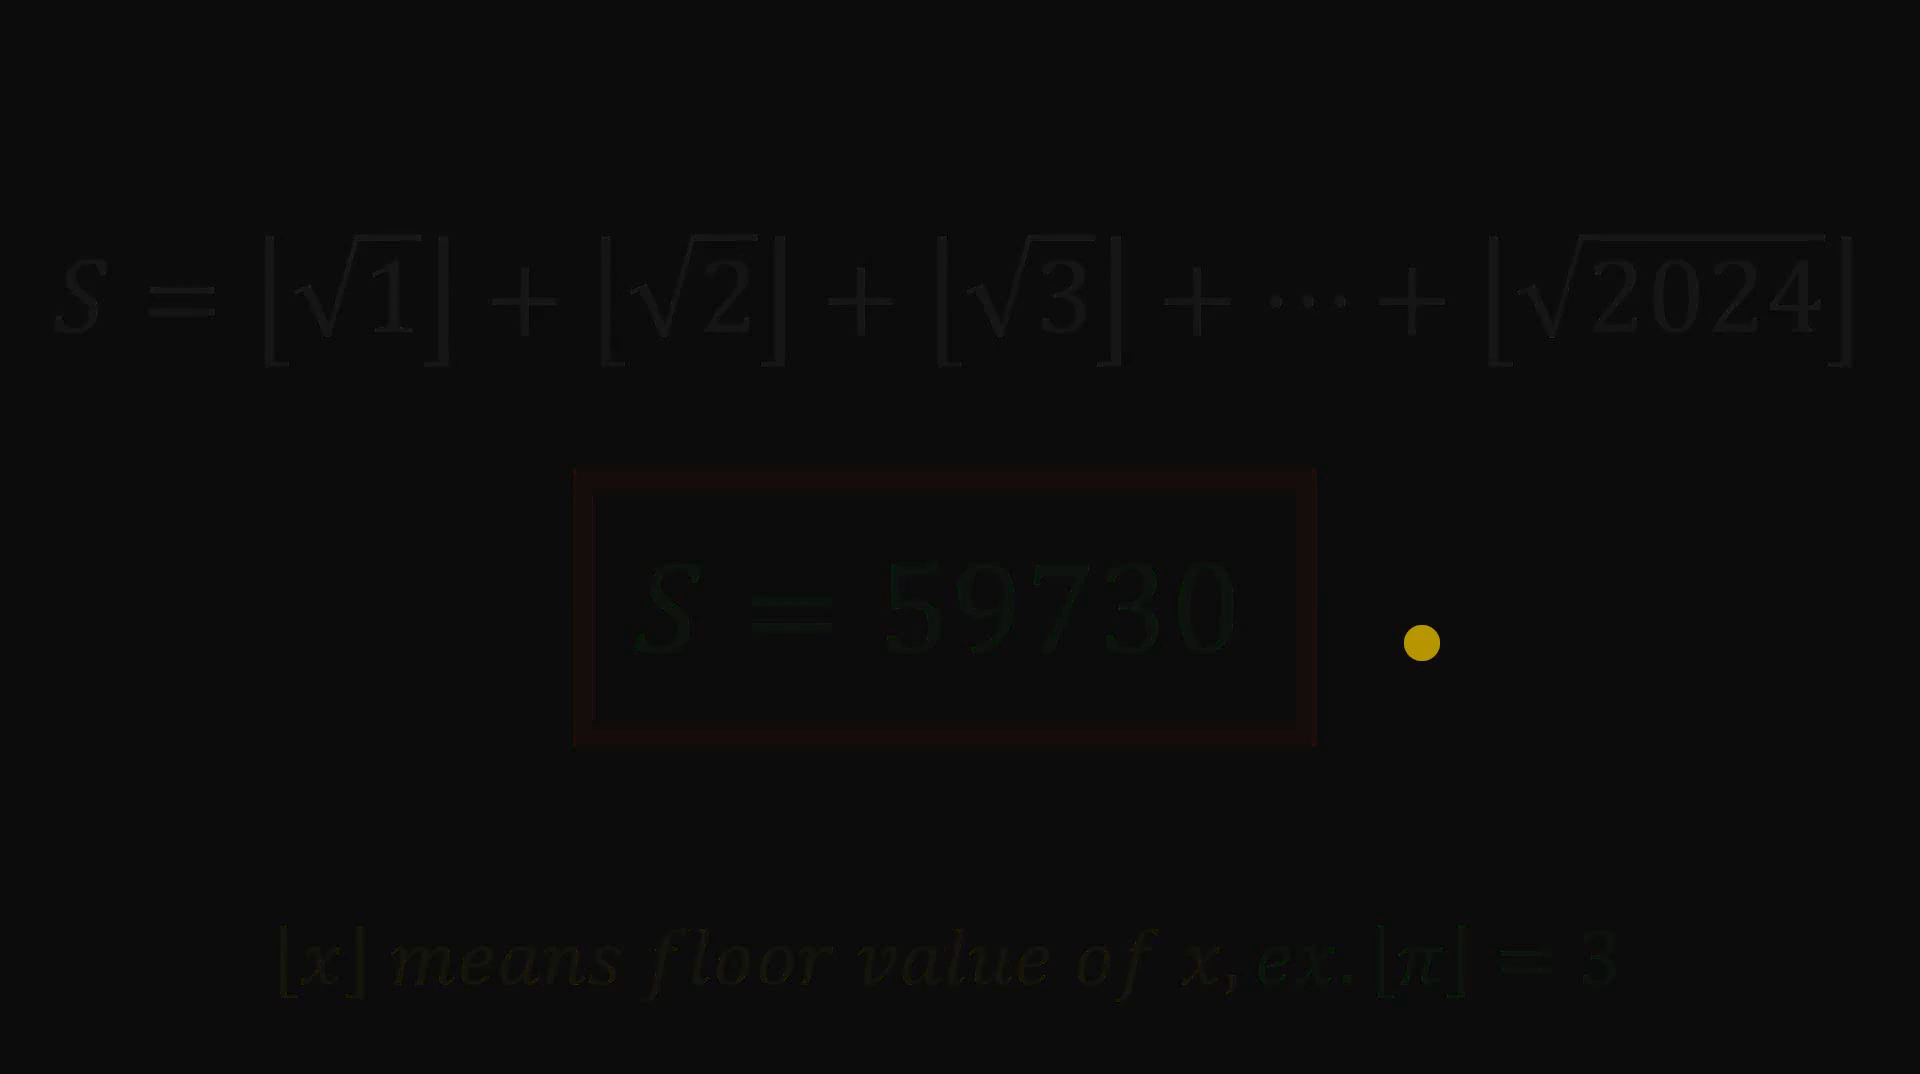 S = ⌊√1⌋ + ⌊√2⌋ + ⌊√3⌋ + ⋯ + ⌊√2024⌋
S = 59730
⌊x⌋ means floor value of x, ex. ⌊π⌋ = 3